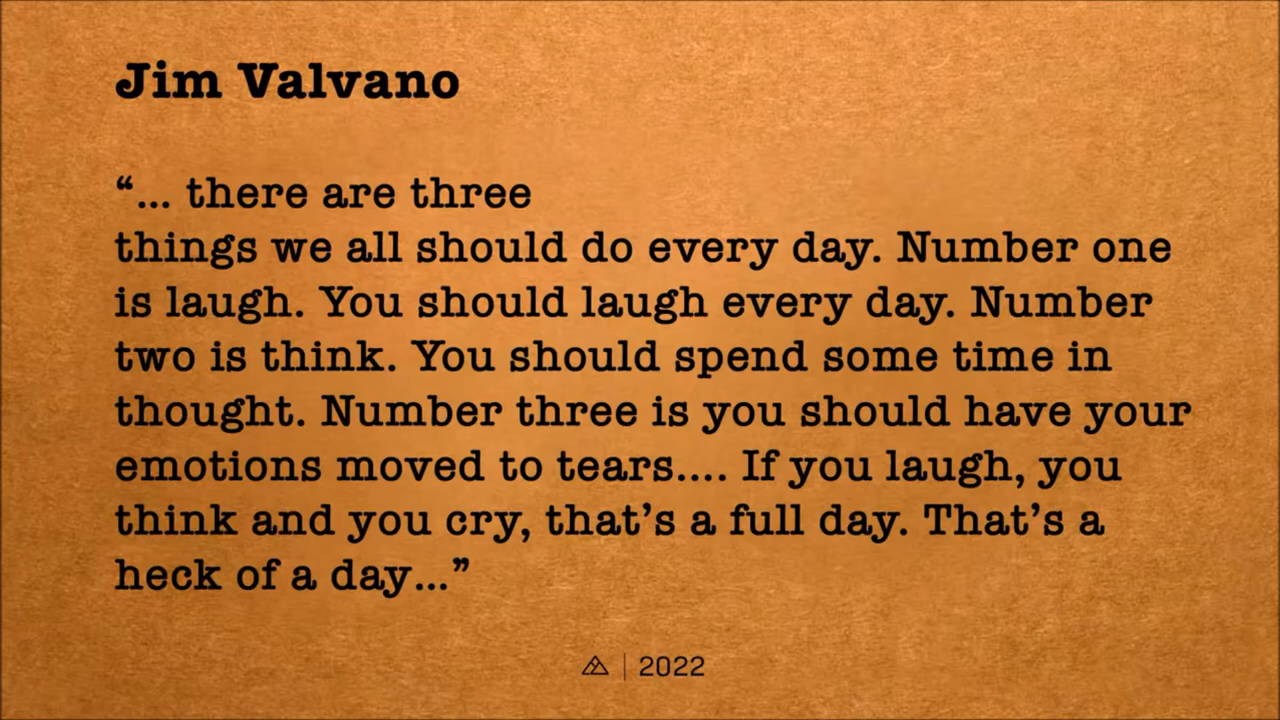 Jim Valvano
“... there are three
things we all should do every day. Number one
is laugh. You should laugh every day. Number
two is think. You should spend some time in
thought. Number three is you should have your
emotions moved to tears.... If you laugh, you
think and you cry, that’s a full day. That’s a
heck of a day...”
| 2022